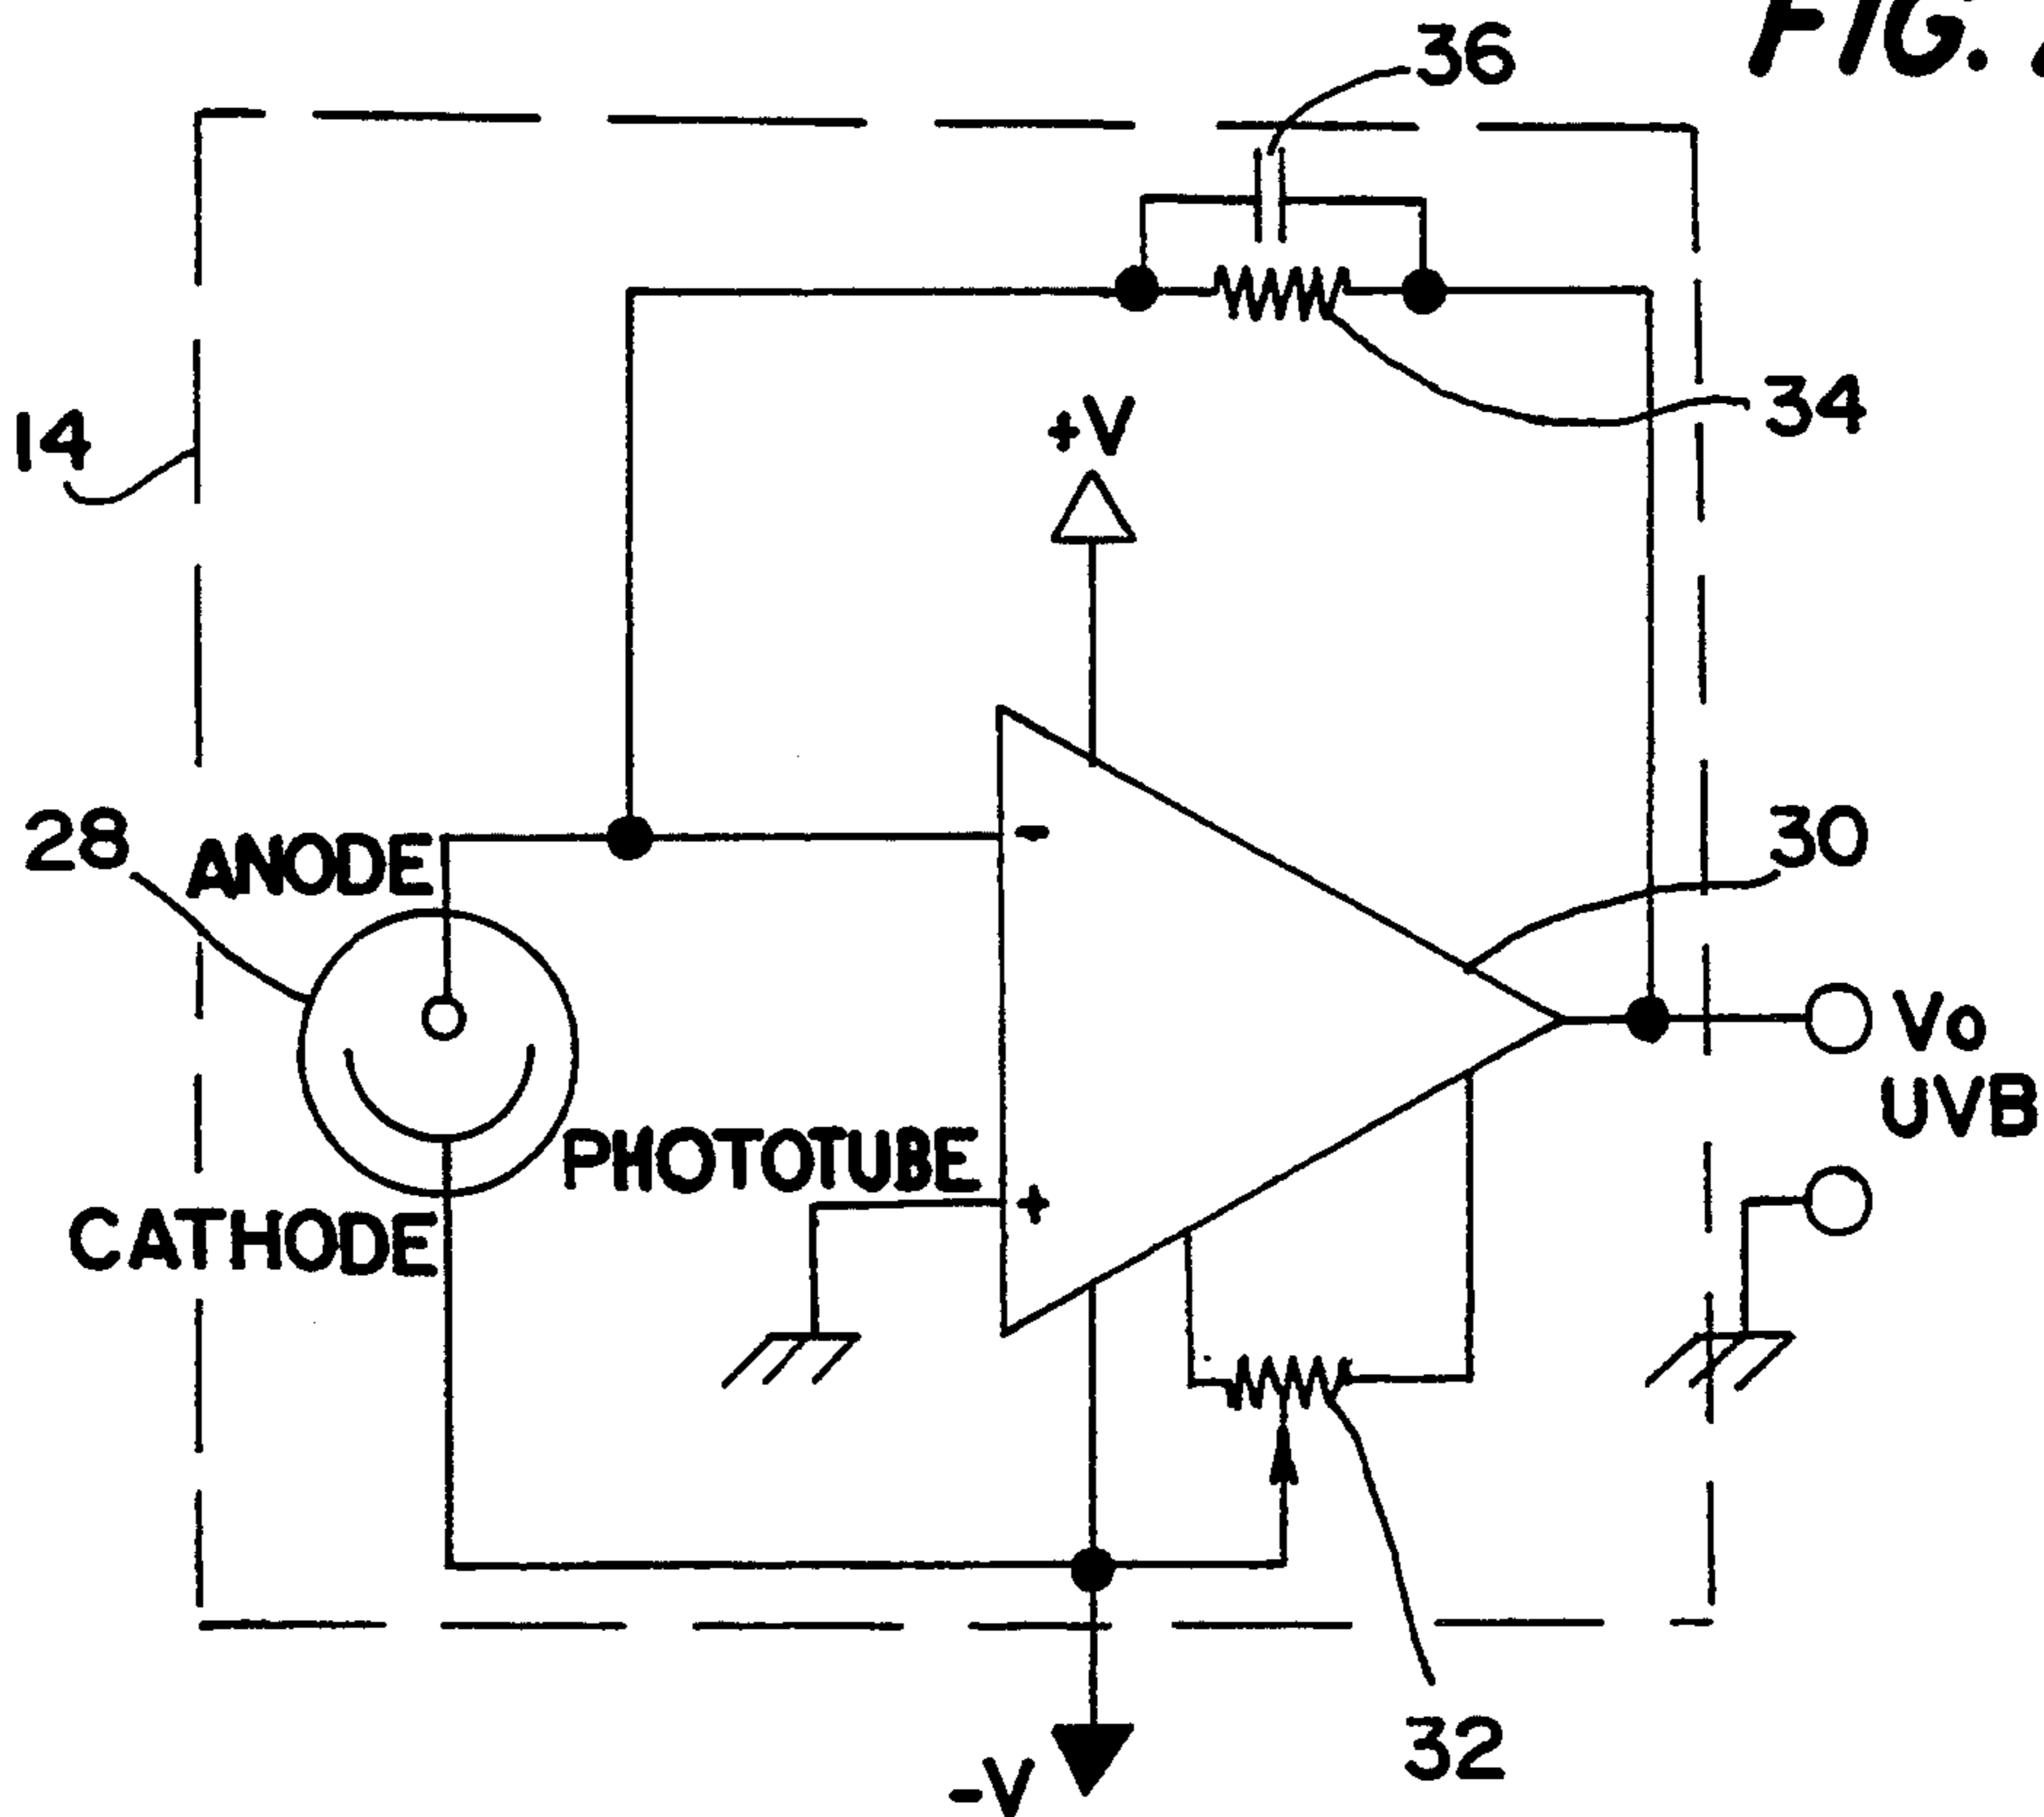 FIG.
36
34
+V
14
28
ANODE
-
30
Vo
UVB
PHOTOTUBE
+
CATHODE
32
-V